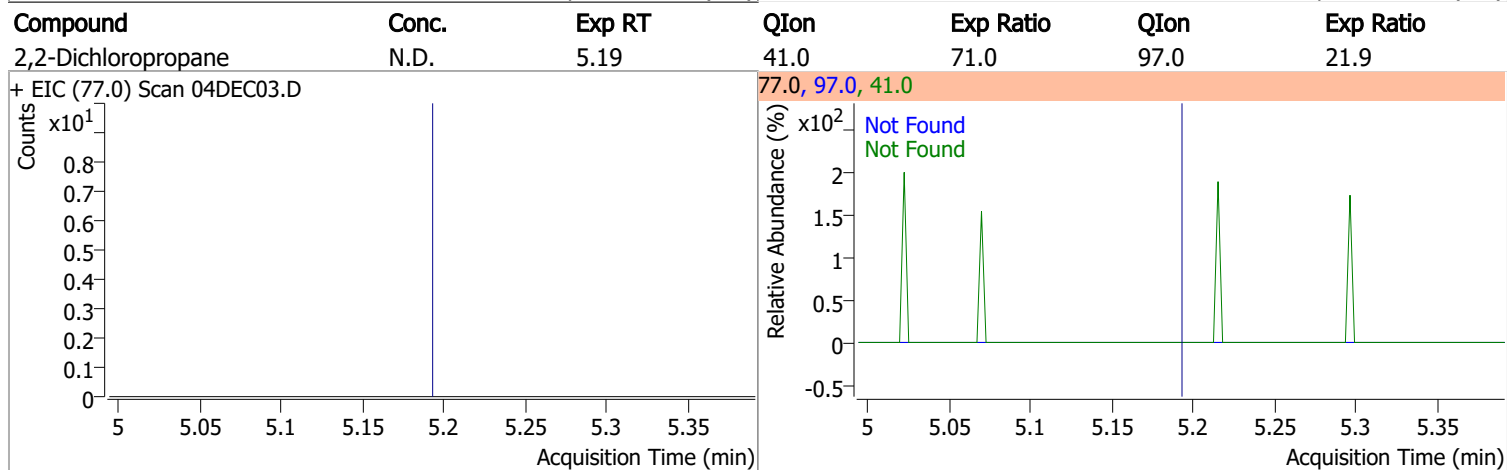 Compound Conc. Exp RT QIon Exp Ratio QIon Exp Ratio
2,2-Dichloropropane N.D. 5.19 41.0 71.0 97.0 21.9
+ EIC (77.0) Scan 04DEC03.D
Counts
x10¹
0.8
0.7
0.6
0.5
0.4
0.3
0.2
0.1
0
5 5.05 5.1 5.15 5.2 5.25 5.3 5.35
Acquisition Time (min)
77.0, 97.0, 41.0
Relative Abundance (%)
x10²
Not Found
Not Found
2
1.5
1
0.5
0
-0.5
5 5.05 5.1 5.15 5.2 5.25 5.3 5.35
Acquisition Time (min)